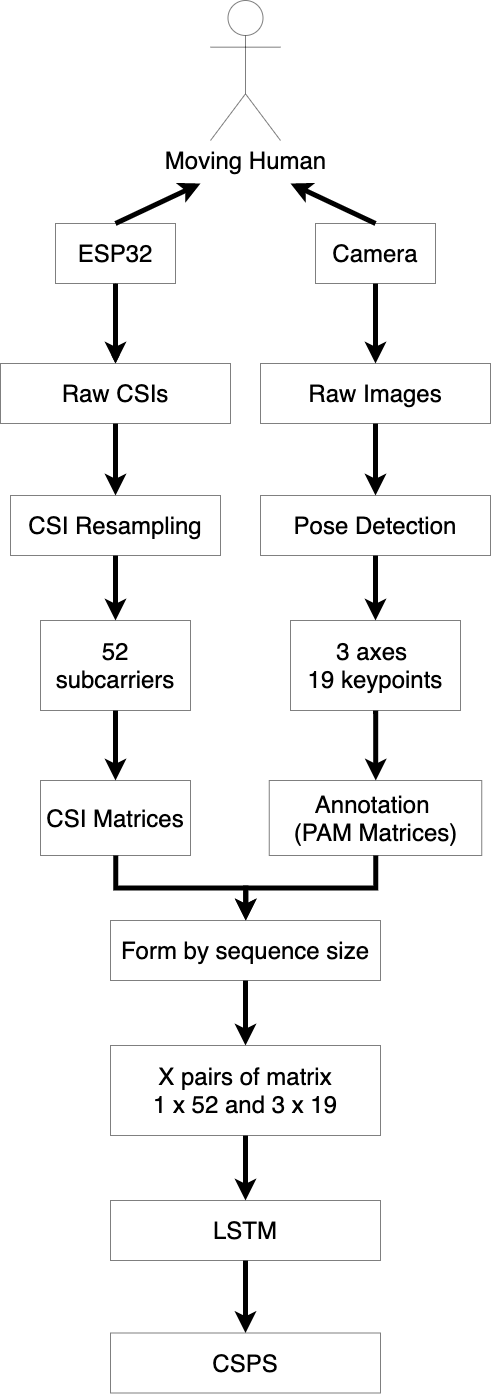 Moving Human
ESP32
Camera
Raw CSIs
Raw Images
CSI Resampling
Pose Detection
52
subcarriers
3 axes
19 keypoints
CSI Matrices
Annotation
(PAM Matrices)
Form by sequence size
X pairs of matrix
1 x 52 and 3 x 19
LSTM
CSPS